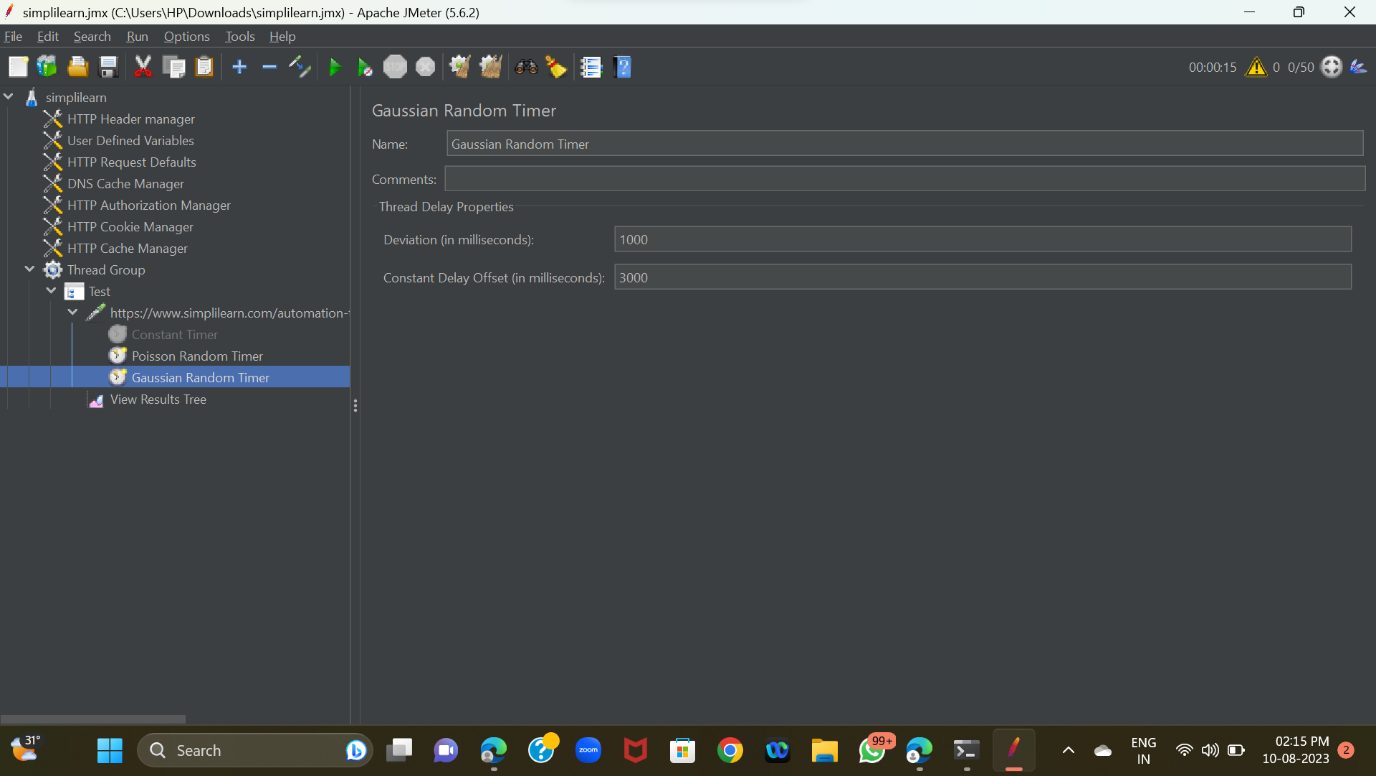 simplilearn.jmx (C:\Users\HP\Downloads\simplilearn.jmx) - Apache JMeter (5.6.2)
File Edit Search Run Options Tools Help
00:00:15 0 0/50
simplilearn
HTTP Header manager
User Defined Variables
HTTP Request Defaults
DNS Cache Manager
HTTP Authorization Manager
HTTP Cookie Manager
HTTP Cache Manager
Thread Group
Test
https://www.simplilearn.com/automation-
Constant Timer
Poisson Random Timer
Gaussian Random Timer
View Results Tree
Gaussian Random Timer
Name: Gaussian Random Timer
Comments:
Thread Delay Properties
Deviation (in milliseconds): 1000
Constant Delay Offset (in milliseconds): 3000
31°
Search
zoom
99+
ENG
IN
02:15 PM
10-08-2023
2